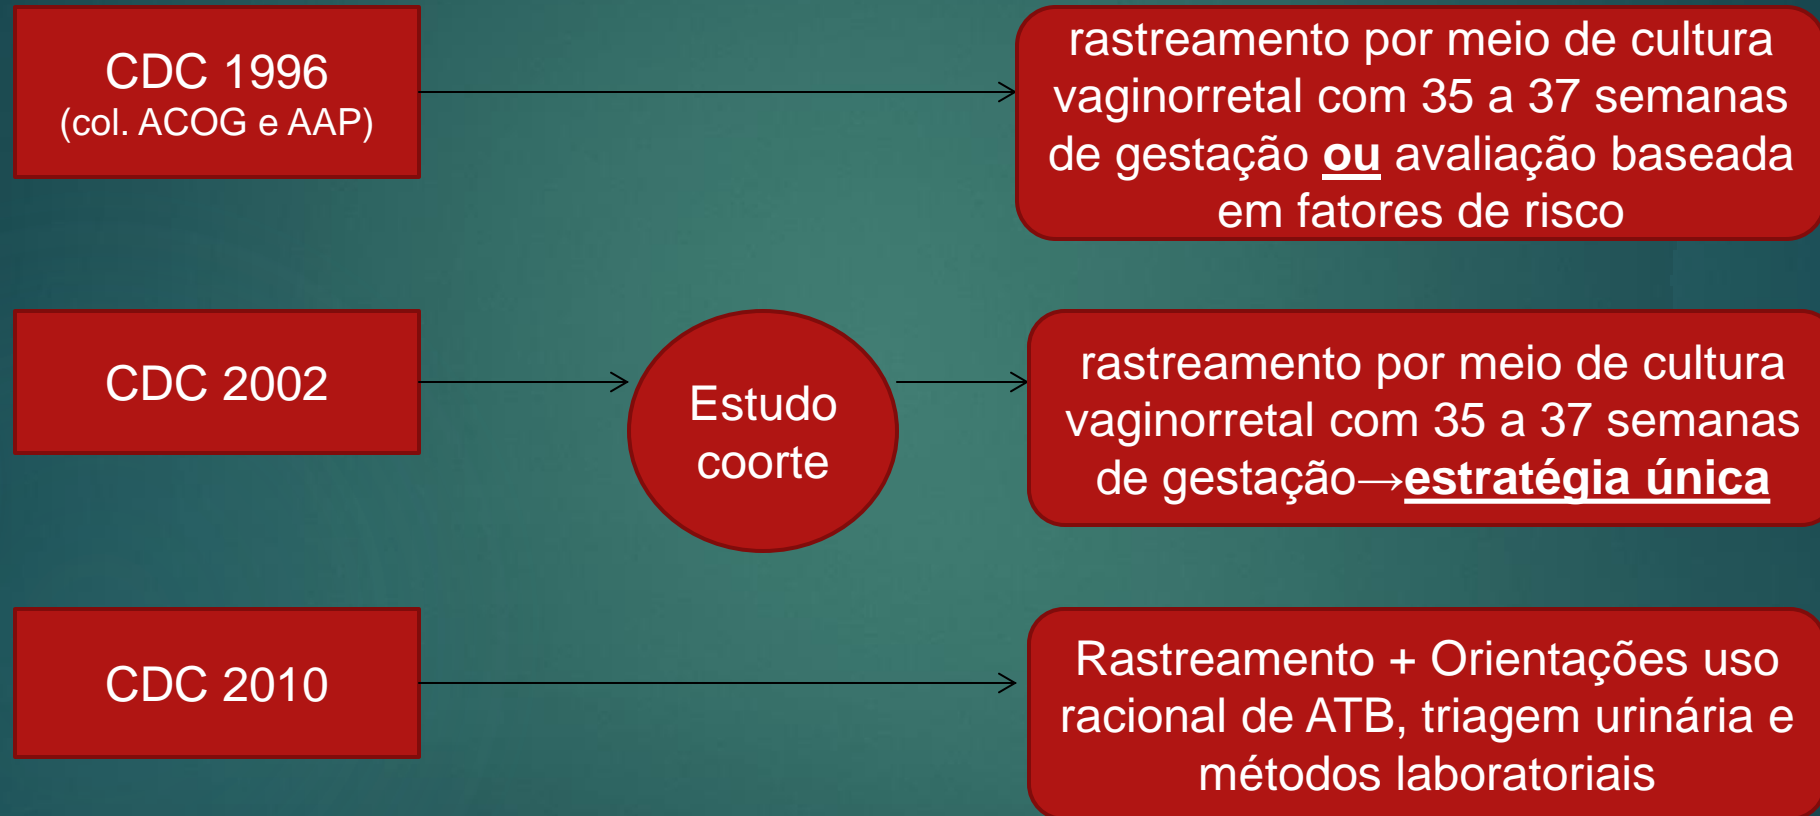 CDC 1996
(col. ACOG e AAP)
rastreamento por meio de cultura
vaginorretal com 35 a 37 semanas
de gestação ou avaliação baseada
em fatores de risco
CDC 2002
Estudo
coorte
rastreamento por meio de cultura
vaginorretal com 35 a 37 semanas
de gestação→estratégia única
CDC 2010
Rastreamento + Orientações uso
racional de ATB, triagem urinária e
métodos laboratoriais